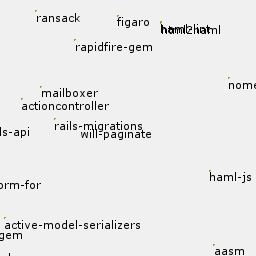 ransack
figaro
html2haml
rapidfire-gem
nome
mailboxer
actioncontroller
rails-migrations
ls-api
will-paginate
haml-js
orm-for
active-model-serializers
gem
aasm